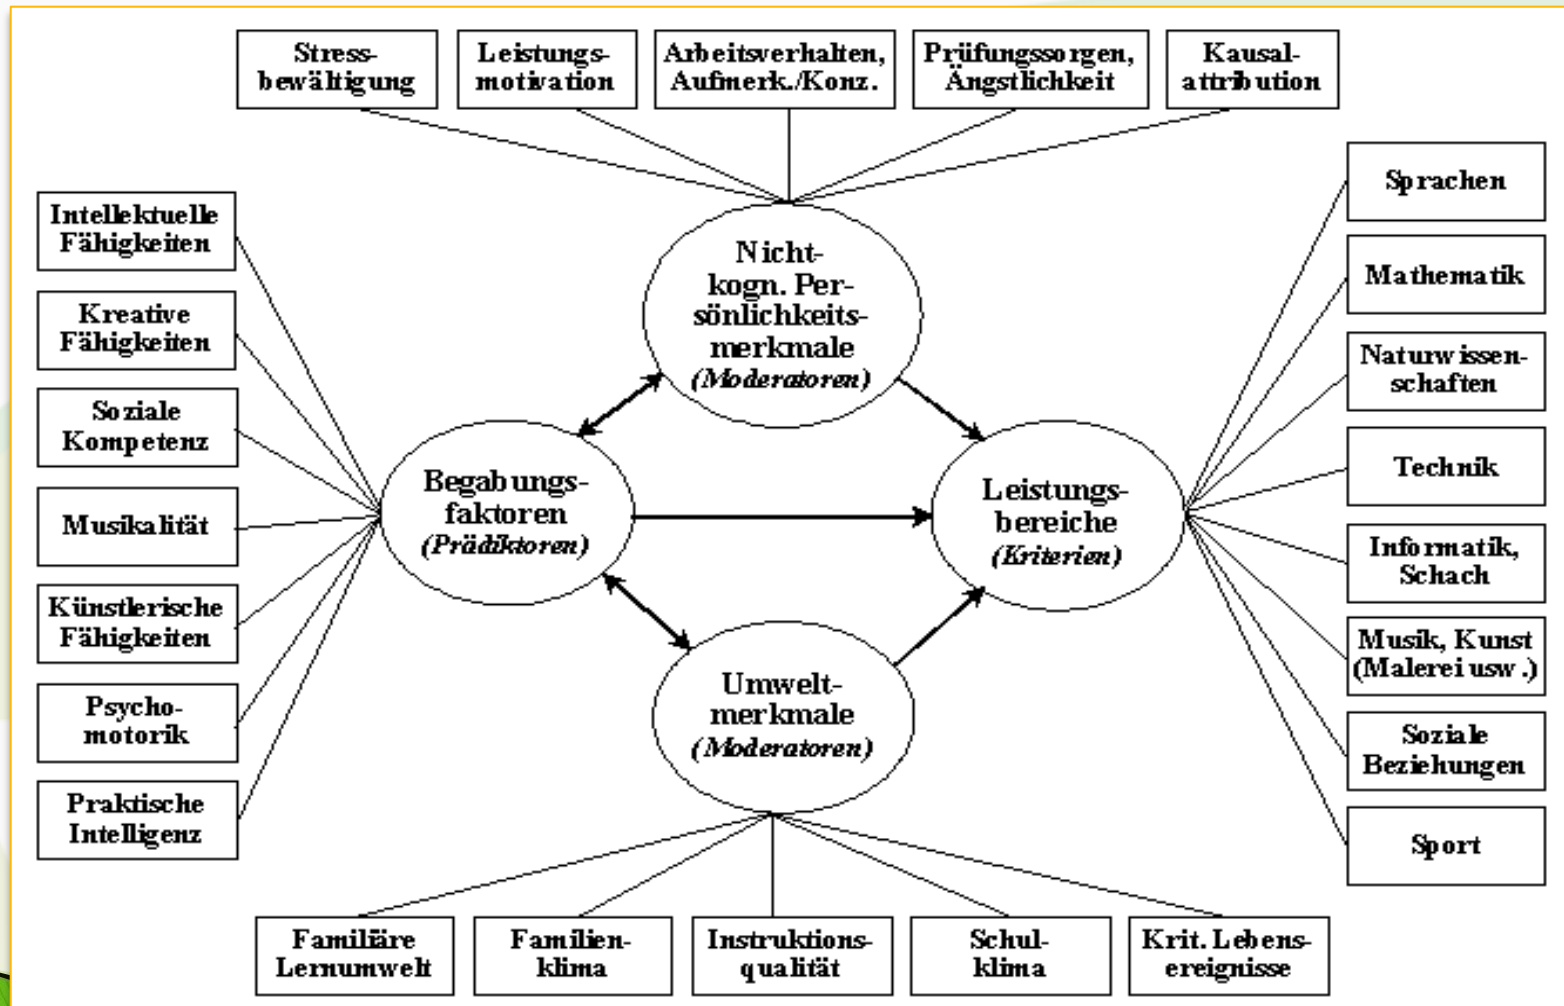 Stress-
bewältigung
Leistungs-
motivation
Arbeitsverhalten,
Aufmerk./Konz.
Prüfungssorgen,
Ängstlichkeit
Kausal-
attribution
Intellektuelle
Fähigkeiten
Kreative
Fähigkeiten
Soziale
Kompetenz
Musikalität
Künstlerische
Fähigkeiten
Psycho-
motorik
Praktische
Intelligenz
Nicht-
kogn. Per-
sönlichkeits-
merkmale
(Moderatoren)
Begabungs-
faktoren
(Prädiktoren)
Leistungs-
bereiche
(Kriterien)
Umwelt-
merkmale
(Moderatoren)
Sprachen
Mathematik
Naturwissen-
schaften
Technik
Informatik,
Schach
Musik, Kunst
(Malerei usw.)
Soziale
Beziehungen
Sport
Familiäre
Lernumwelt
Familien-
klima
Instruktions-
qualität
Schul-
klima
Krit. Lebens-
ereignisse